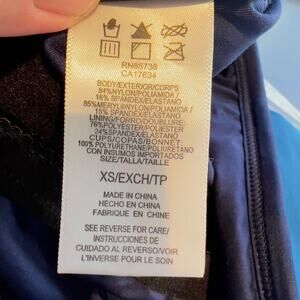 RN85736
CA17634
BODY/EXTERIOR/CORPS:
84%NYLON/POLIAMIDA/
16% SPANDEX/ELASTANO
85%MERYL®NYLON/POLIAMIDA/
15% SPANDEX/ELASTANO
LINING/FORRO/DOUBLURE:
76%POLYESTER/POLIESTER
24%SPANDEX/ELASTANO
CUPS/COPAS/BONNET:
100% POLYURETHANE/POLIURETANO
CON INSUMOS IMPORTADOS
SIZE/TALLA/TAILLE
XS/EXCH/TP
MADE IN CHINA
HECHO EN CHINA
FABRIQUE EN CHINE
SEE REVERSE FOR CARE/
INSTRUCCIONES DE
CUIDADO AL REVERSO/VOIR
L'INVERSE POUR LE SOIN